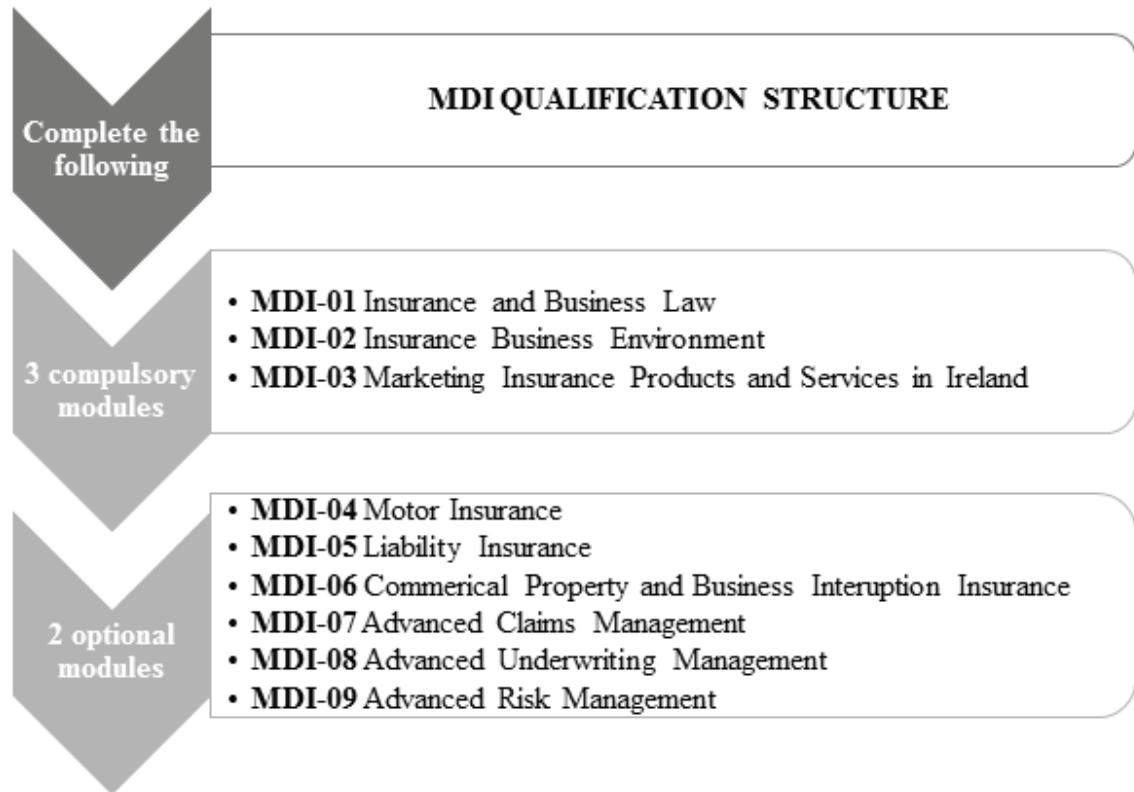 Complete the
following
MDI QUALIFICATION STRUCTURE
3 compulsory
modules
• MDI-01 Insurance and Business Law
• MDI-02 Insurance Business Environment
• MDI-03 Marketing Insurance Products and Services in Ireland
2 optional
modules
• MDI-04 Motor Insurance
• MDI-05 Liability Insurance
• MDI-06 Commerical Property and Business Interuption Insurance
• MDI-07 Advanced Claims Management
• MDI-08 Advanced Underwriting Management
• MDI-09 Advanced Risk Management